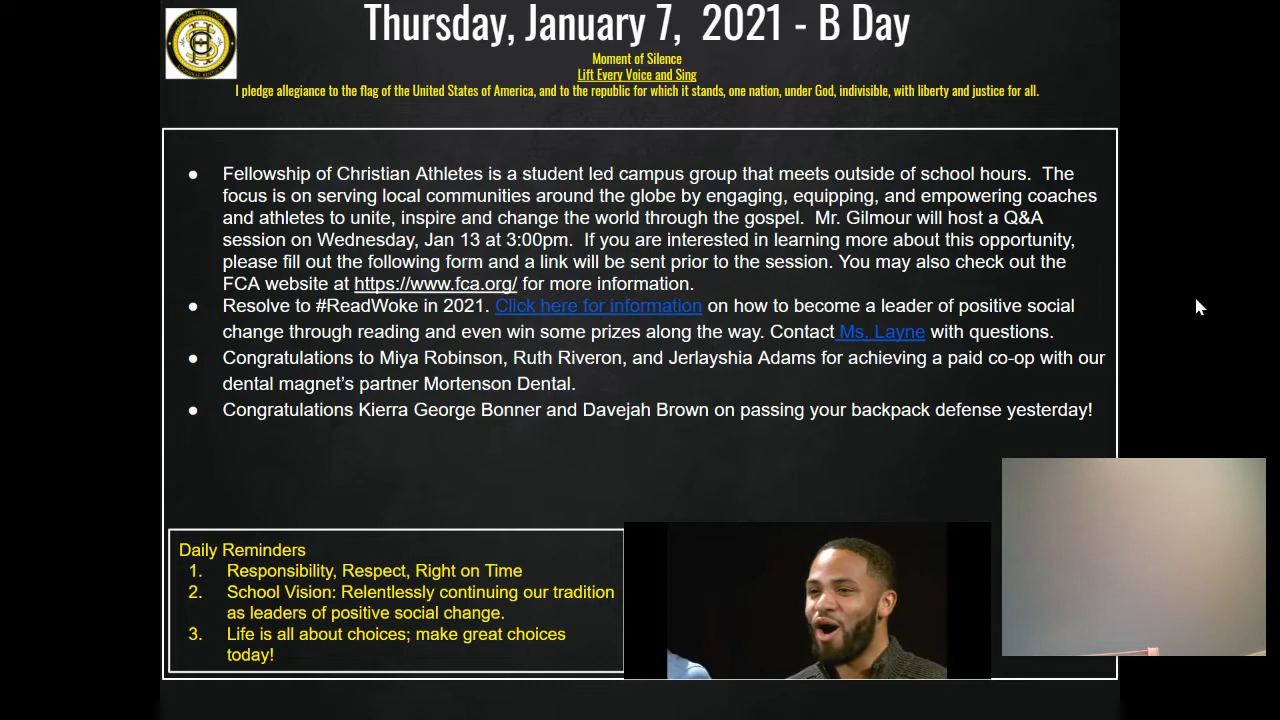 Thursday, January 7,  2021 - B Day
Moment of Silence
Lift Every Voice and Sing
I pledge allegiance to the flag of the United States of America, and to the republic for which it stands, one nation, under God, indivisible, with liberty and justice for all.
● Fellowship of Christian Athletes is a student led campus group that meets outside of school hours.  The
focus is on serving local communities around the globe by engaging, equipping, and empowering coaches
and athletes to unite, inspire and change the world through the gospel.  Mr. Gilmour will host a Q&A
session on Wednesday, Jan 13 at 3:00pm.  If you are interested in learning more about this opportunity,
please fill out the following form and a link will be sent prior to the session. You may also check out the
FCA website at https://www.fca.org/ for more information.
● Resolve to #ReadWoke in 2021. Click here for information on how to become a leader of positive social
change through reading and even win some prizes along the way. Contact Ms. Layne with questions.
● Congratulations to Miya Robinson, Ruth Riveron, and Jerlayshia Adams for achieving a paid co-op with our
dental magnet's partner Mortenson Dental.
● Congratulations Kierra George Bonner and Davejah Brown on passing your backpack defense yesterday!
Daily Reminders
1. Responsibility, Respect, Right on Time
2. School Vision: Relentlessly continuing our tradition
as leaders of positive social change.
3. Life is all about choices; make great choices
today!